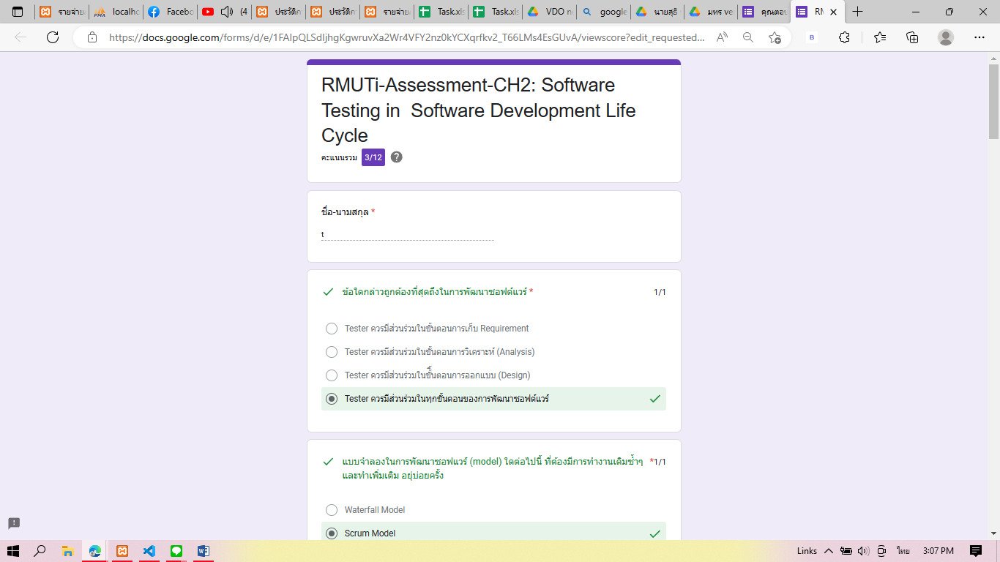 รายจ่าย
localho
Facebo
(4
ประวัติก
ประวัติก
รายจ่าย
Task.xls
Task.xls
VDO n
google
นายสุธิ
มทร ve
คุณตอบ
RM
https://docs.google.com/forms/d/e/1FAIpQLSdIjhgKgwruvXa2Wr4VFY2nz0kYCXqrfkv2_T66LMs4EsGUvA/viewscore?edit_requested...
RMUTi-Assessment-CH2: Software
Testing in Software Development Life
Cycle
คะแนนรวม 3/12
ชื่อ-นามสกุล *
t
ข้อใดกล่าวถูกต้องที่สุดถึงในการพัฒนาซอฟต์แวร์ * 1/1
Tester ควรมีส่วนร่วมในขั้นตอนการเก็บ Requirement
Tester ควรมีส่วนร่วมในขั้นตอนการวิเคราะห์ (Analysis)
Tester ควรมีส่วนร่วมในขั้ันตอนการออกแบบ (Design)
Tester ควรมีส่วนร่วมในทุกขั้นตอนของการพัฒนาซอฟต์แวร์
แบบจำลองในการพัฒนาซอฟแวร์ (model) ใดต่อไปนี้ ที่ต้องมีการทำงานเดิมซ้ำๆ *1/1
และทำเพิ่มเติม อยู่บ่อยครั้ง
Waterfall Model
Scrum Model
Links ไทย 3:07 PM